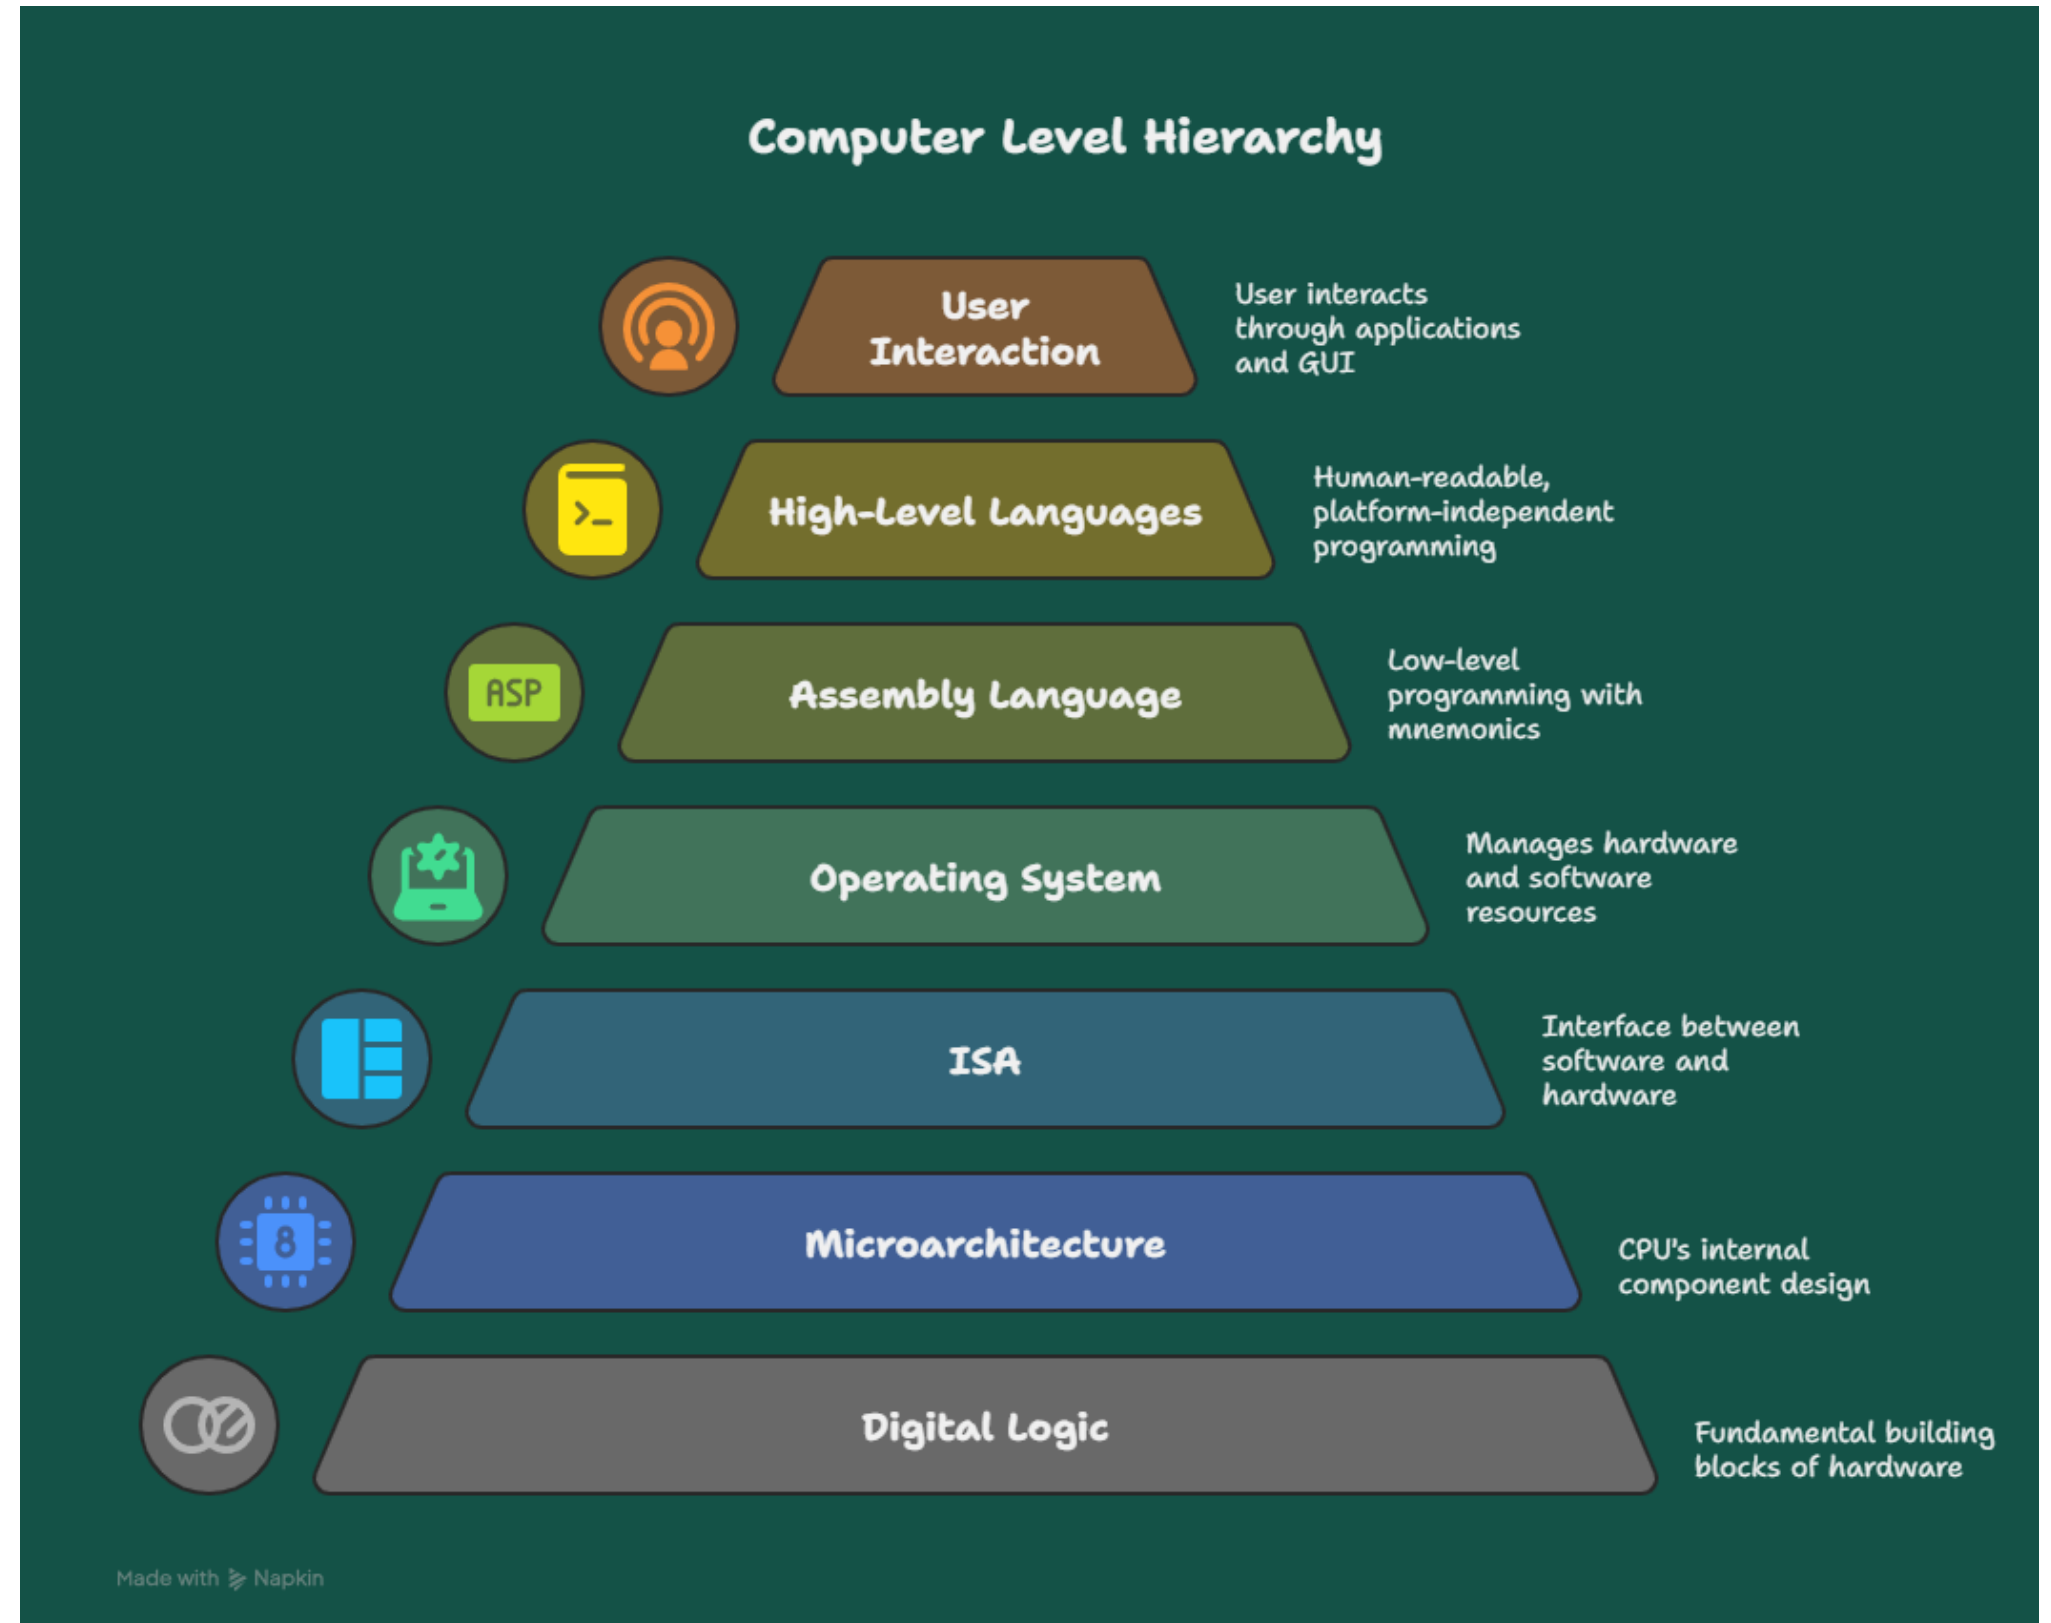 Computer Level Hierarchy
User
Interaction
User interacts
through applications
and GUI
High-Level Languages
Human-readable,
platform-independent
programming
ASP
Assembly Language
Low-level
programming with
mnemonics
Operating System
Manages hardware
and software
resources
ISA
Interface between
software and
hardware
8
Microarchitecture
CPU's internal
component design
Digital Logic
Fundamental building
blocks of hardware
Made with Napkin